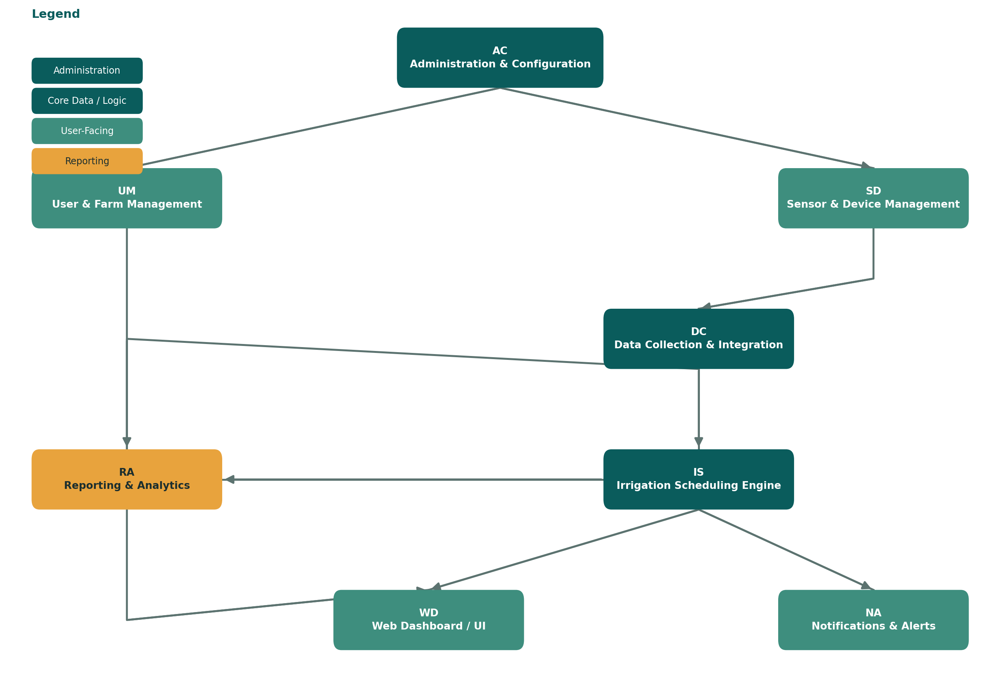 Legend
Administration
Core Data / Logic
User-Facing
Reporting
AC
Administration & Configuration
UM
User & Farm Management
SD
Sensor & Device Management
DC
Data Collection & Integration
RA
Reporting & Analytics
IS
Irrigation Scheduling Engine
WD
Web Dashboard / UI
NA
Notifications & Alerts